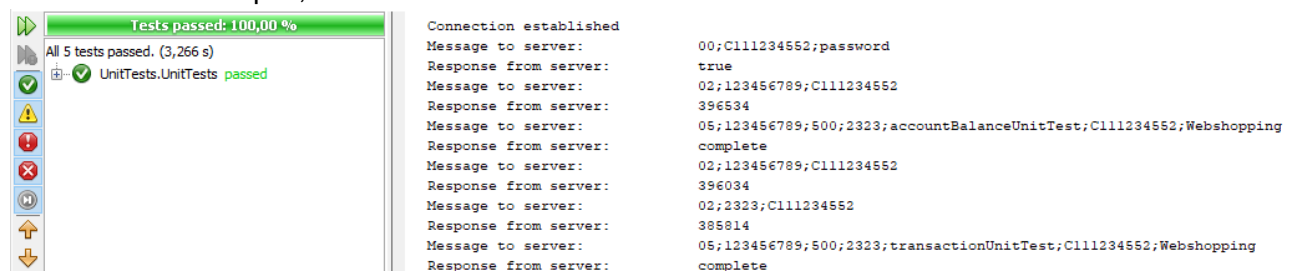 Tests passed: 100,00 %
All 5 tests passed. (3,266 s)
UnitTests.UnitTests passed
Connection established
Message to server: 00;C111234552;password
Response from server: true
Message to server: 02;123456789;C111234552
Response from server: 396534
Message to server: 05;123456789;500;2323;accountBalanceUnitTest;C111234552;Webshopping
Response from server: complete
Message to server: 02;123456789;C111234552
Response from server: 396034
Message to server: 02;2323;C111234552
Response from server: 385814
Message to server: 05;123456789;500;2323;transactionUnitTest;C111234552;Webshopping
Response from server: complete